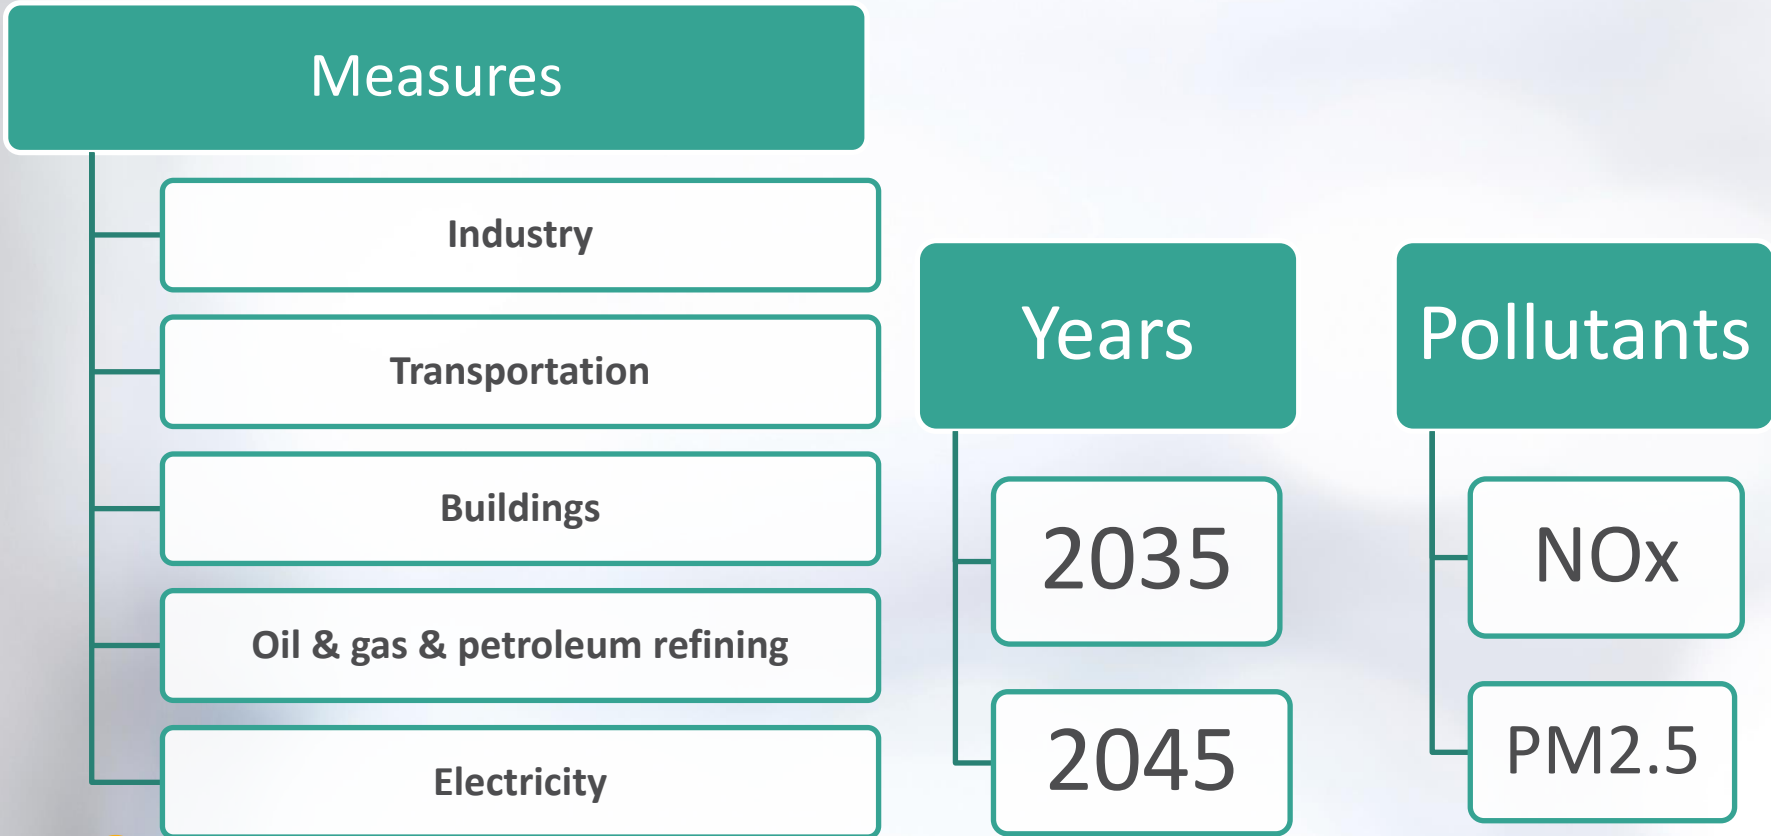 Measures
Industry
Transportation
Buildings
Oil & gas & petroleum refining
Electricity
Years
2035
2045
Pollutants
NOx
PM2.5